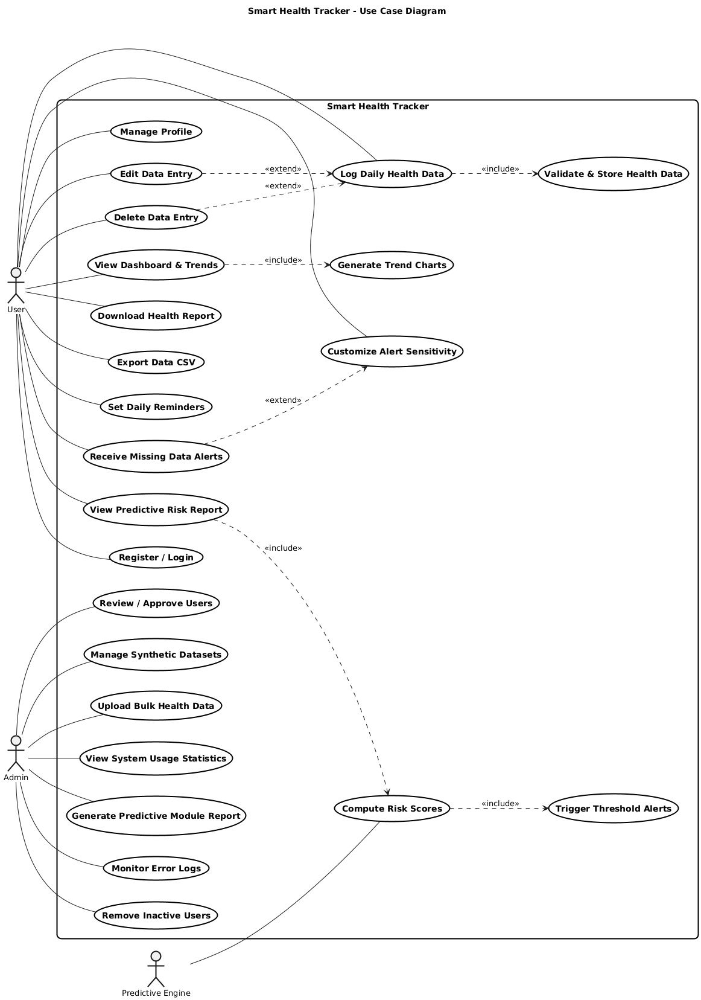 Smart Health Tracker - Use Case Diagram
Smart Health Tracker
Manage Profile
Edit Data Entry
«extend»
Log Daily Health Data
«include»
Validate & Store Health Data
«extend»
Delete Data Entry
View Dashboard & Trends
«include»
Generate Trend Charts
User
Download Health Report
Export Data CSV
Customize Alert Sensitivity
Set Daily Reminders
«extend»
Receive Missing Data Alerts
View Predictive Risk Report
«include»
Register / Login
Review / Approve Users
Manage Synthetic Datasets
Upload Bulk Health Data
View System Usage Statistics
Admin
Generate Predictive Module Report
Compute Risk Scores
«include»
Trigger Threshold Alerts
Monitor Error Logs
Remove Inactive Users
Predictive Engine